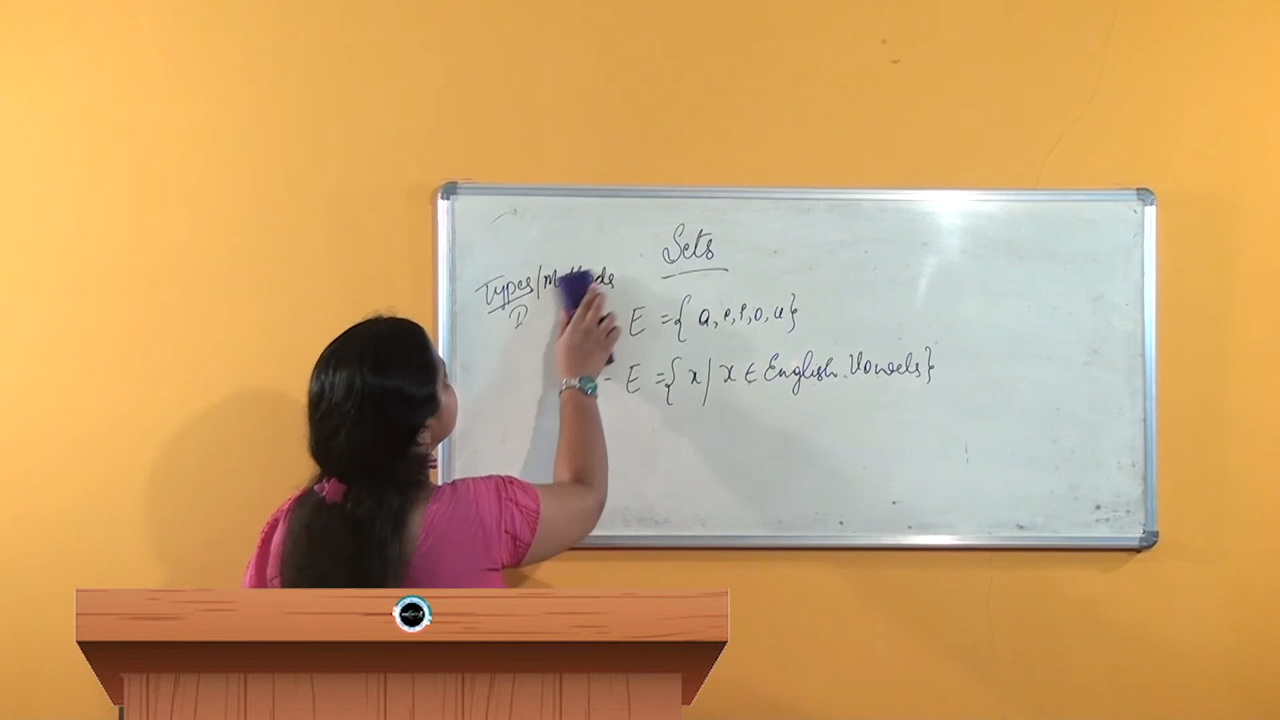 Sets
Types/Methods
I
E = { a, e, i, o, u}
- E = { x / x ∈ English Vowels}